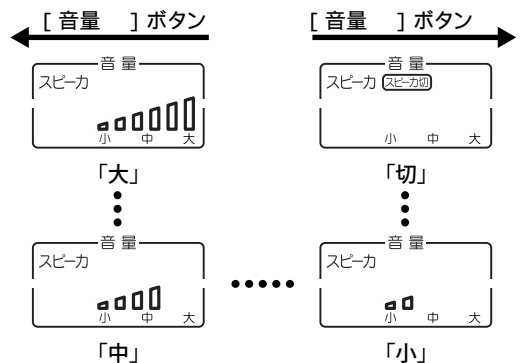 [ 音量　] ボタン
[ 音量　] ボタン
音量
スピーカ
小 中 大
「大」
音量
スピーカ スピーカ切
小 中 大
「切」
音量
スピーカ
小 中 大
「中」
音量
スピーカ
小 中 大
「小」